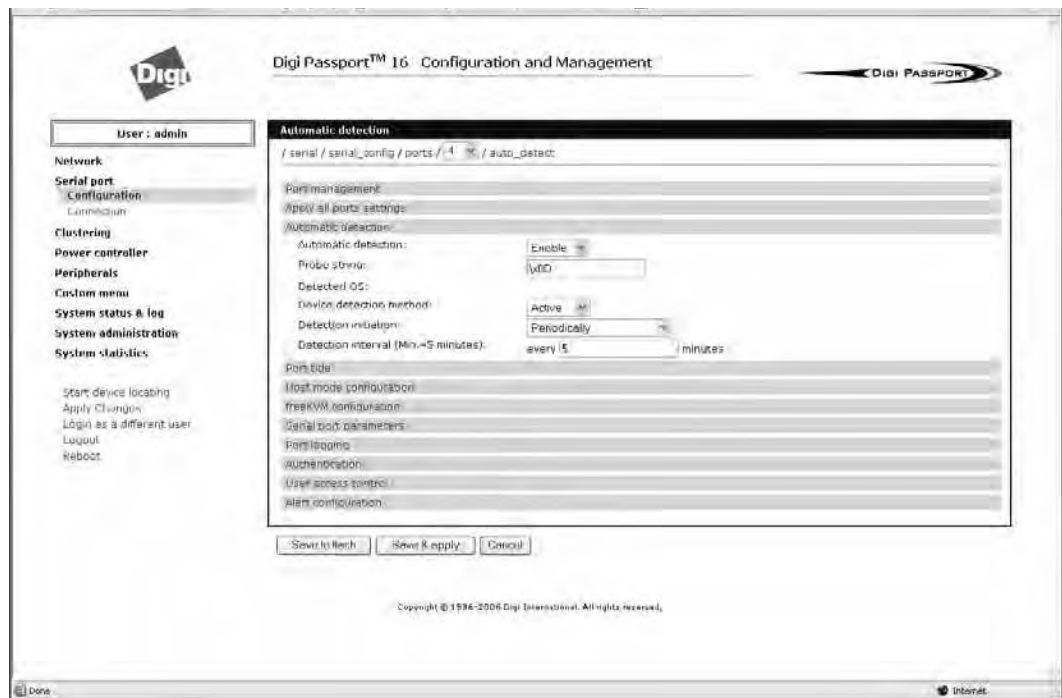 Digi
Digi Passport™ 16 Configuration and Management
DIGI PASSPORT
User : admin
Network
Serial port
Configuration
Connection
Clustering
Power controller
Peripherals
Custom menu
System status & log
System administration
System statistics
Start device locating
Apply Changes
Login as a different user
Logout
Reboot
Automatic detection
/ serial / serial_config / ports / 4 / auto_detect
Port management
Apply all ports settings
Automatic detection
Automatic detection: Enable
Probe string: \x0D
Detected OS:
Device detection method: Active
Detection initiation: Periodically
Detection interval (Min.=5 minutes): every 5 minutes
Port title
Host mode configuration
freeKVM configuration
Serial port parameters
Port logging
Authentication
User access control
Alert configuration
Save to flash Save & apply Cancel
Copyright © 1996-2006 Digi International. All rights reserved.
Done Internet